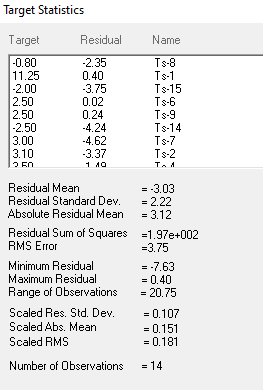 Target Statistics
Target Residual Name
-0.80 -2.35 Ts-8
11.25 0.40 Ts-1
-2.00 -3.75 Ts-15
2.50 0.02 Ts-6
2.50 0.24 Ts-9
-2.50 -4.24 Ts-14
3.00 -4.62 Ts-7
3.10 -3.37 Ts-2
Residual Mean = -3.03
Residual Standard Dev. = 2.22
Absolute Residual Mean = 3.12
Residual Sum of Squares =1.97e+002
RMS Error =3.75
Minimum Residual = -7.63
Maximum Residual = 0.40
Range of Observations = 20.75
Scaled Res. Std. Dev. = 0.107
Scaled Abs. Mean = 0.151
Scaled RMS = 0.181
Number of Observations = 14